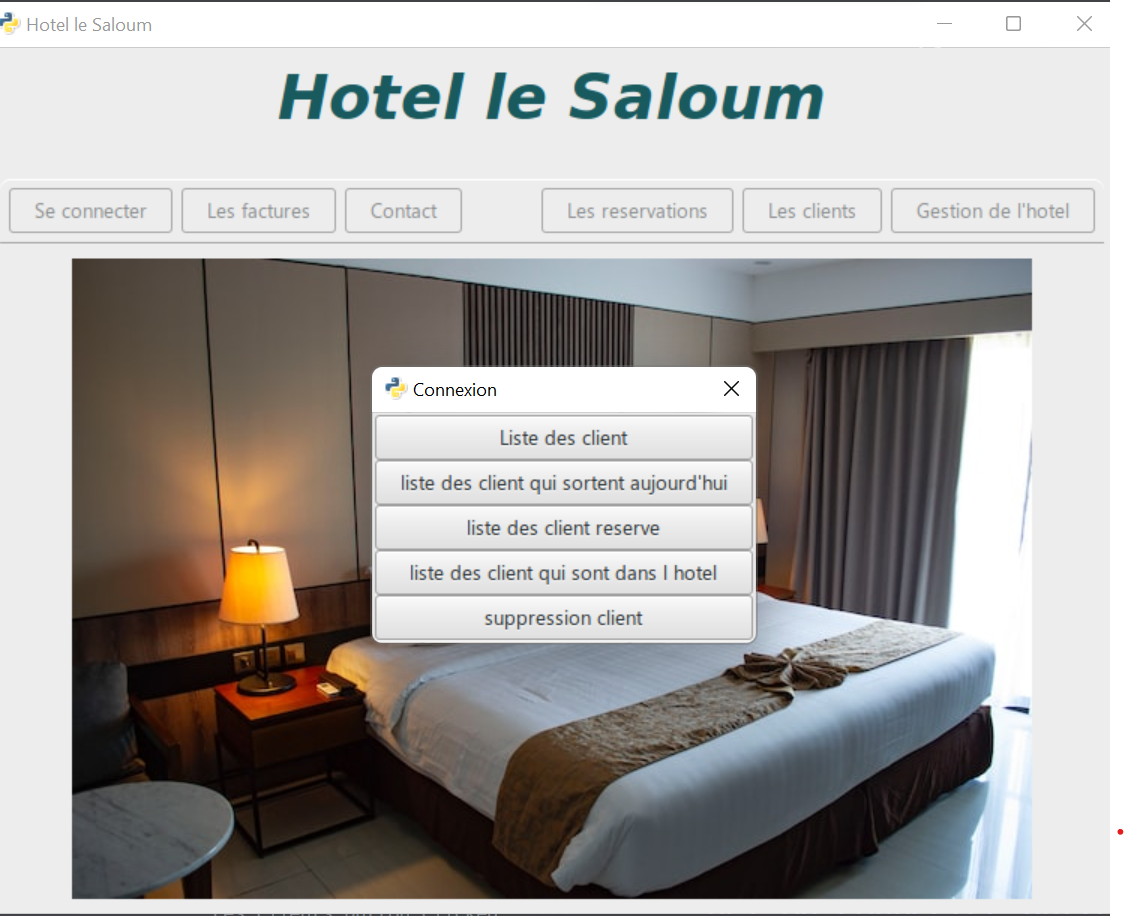 Hotel le Saloum
Hotel le Saloum
Se connecter Les factures Contact Les reservations Les clients Gestion de l'hotel
Connexion
Liste des client
liste des client qui sortent aujourd'hui
liste des client reserve
liste des client qui sont dans l hotel
suppression client